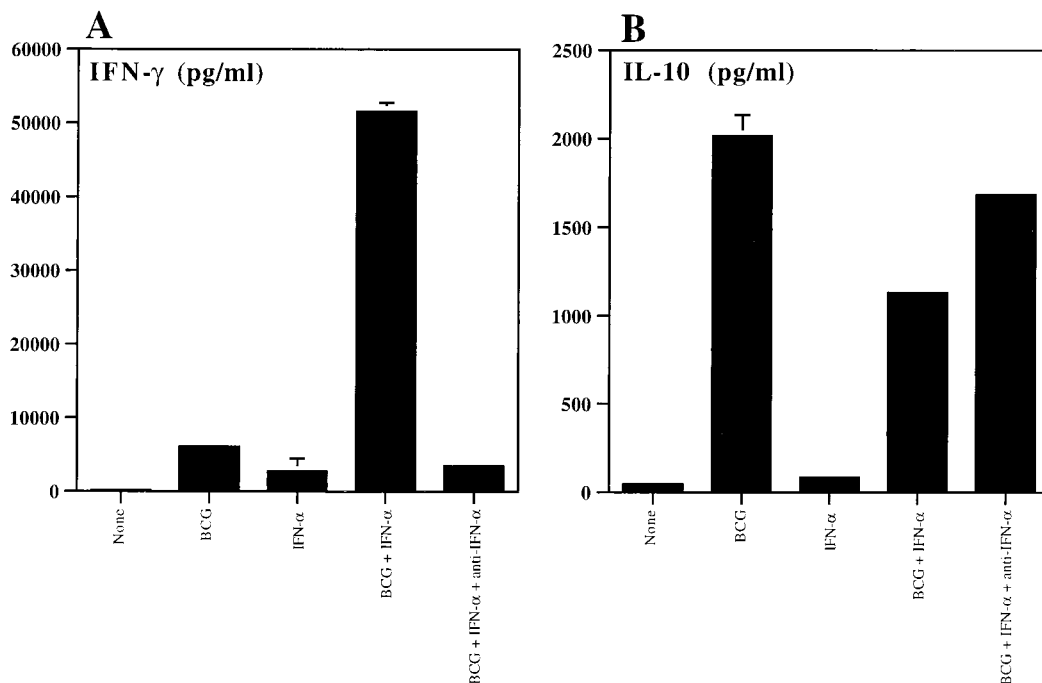 A
60000
IFN-γ (pg/ml)
50000
40000
30000
20000
10000
0
None
BCG
IFN-α
BCG + IFN-α
BCG + IFN-α + anti-IFN-α
B
2500
IL-10 (pg/ml)
2000
1500
1000
500
0
None
BCG
IFN-α
BCG + IFN-α
BCG + IFN-α + anti-IFN-α